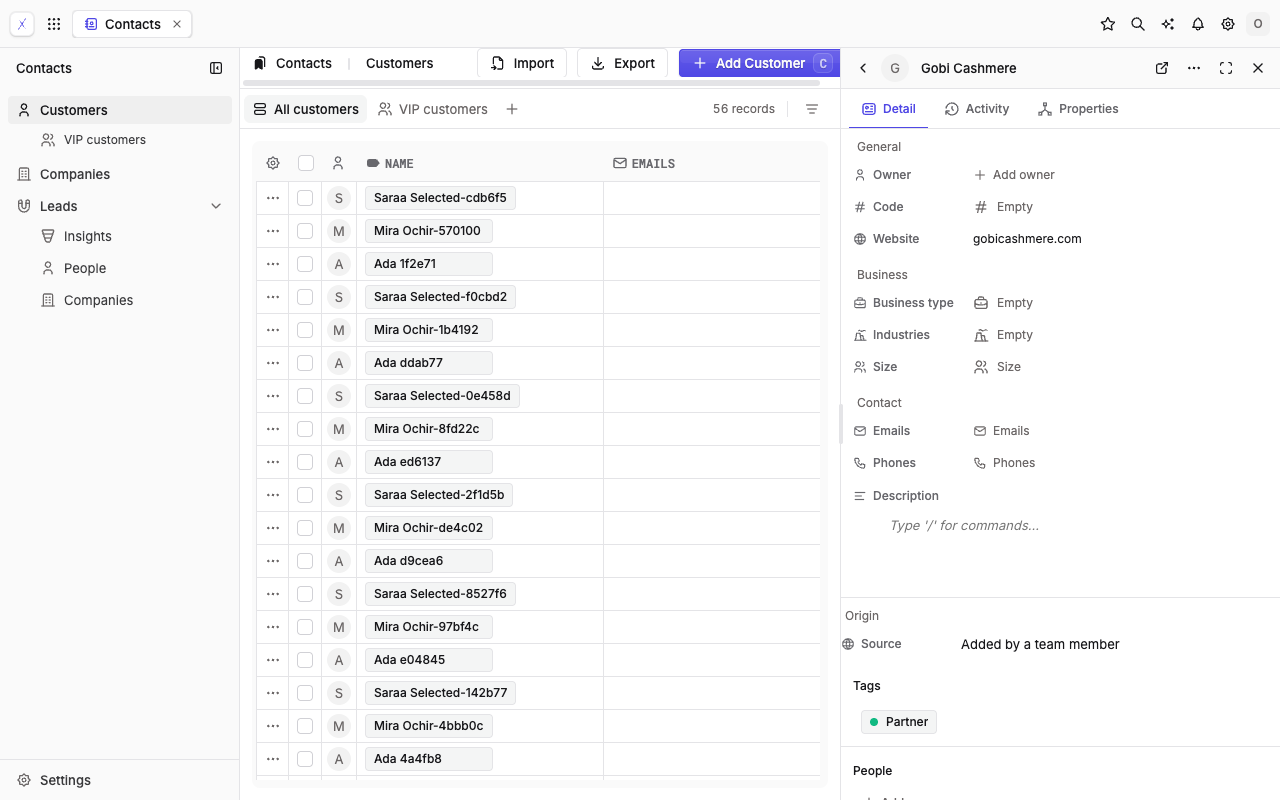 Contacts
O
Contacts
Customers
VIP customers
Companies
Leads
Insights
People
Companies
Settings
Contacts
Customers
Import
Export
Add Customer C
All customers
VIP customers
56 records
NAME
EMAILS
S Saraa Selected-cdb6f5
M Mira Ochir-570100
A Ada 1f2e71
S Saraa Selected-f0cbd2
M Mira Ochir-1b4192
A Ada ddab77
S Saraa Selected-0e458d
M Mira Ochir-8fd22c
A Ada ed6137
S Saraa Selected-2f1d5b
M Mira Ochir-de4c02
A Ada d9cea6
S Saraa Selected-8527f6
M Mira Ochir-97bf4c
A Ada e04845
S Saraa Selected-142b77
M Mira Ochir-4bbb0c
A Ada 4a4fb8
G Gobi Cashmere
Detail
Activity
Properties
General
Owner Add owner
Code Empty
Website gobicashmere.com
Business
Business type Empty
Industries Empty
Size Size
Contact
Emails Emails
Phones Phones
Description
Type '/' for commands...
Origin
Source Added by a team member
Tags
Partner
People